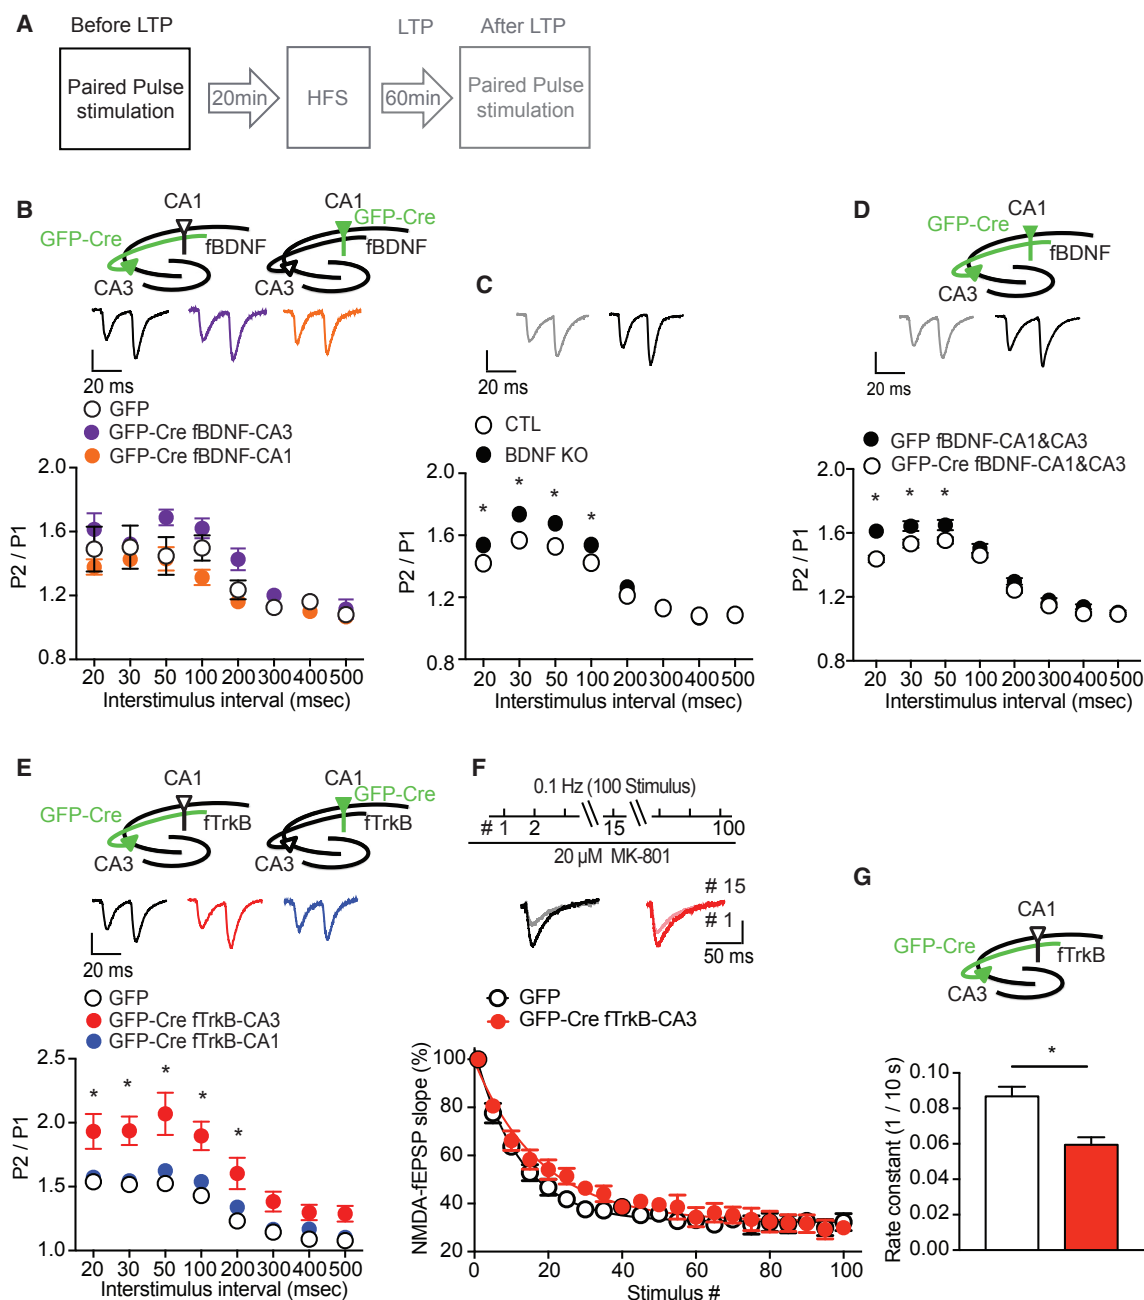 A
Before LTP
LTP
After LTP
Paired Pulse
stimulation
20min
HFS
60min
Paired Pulse
stimulation
B
CA1
GFP-Cre
fBDNF
CA3
CA1
GFP-Cre
fBDNF
CA3
20 ms
GFP
GFP-Cre fBDNF-CA3
GFP-Cre fBDNF-CA1
2.0
1.6
1.2
0.8
P2 / P1
20 30 50 100 200 300 400 500
Interstimulus interval (msec)
C
20 ms
CTL
BDNF KO
2.0
1.6
1.2
0.8
P2 / P1
* * * *
20 30 50 100 200 300 400 500
Interstimulus interval (msec)
D
CA1
GFP-Cre
fBDNF
CA3
20 ms
GFP fBDNF-CA1&CA3
GFP-Cre fBDNF-CA1&CA3
2.0
1.6
1.2
0.8
P2 / P1
* * *
20 30 50 100 200 300 400 500
Interstimulus interval (msec)
E
CA1
GFP-Cre
fTrkB
CA3
CA1
GFP-Cre
fTrkB
CA3
20 ms
GFP
GFP-Cre fTrkB-CA3
GFP-Cre fTrkB-CA1
2.5
2.0
1.5
1.0
P2 / P1
* * * * *
20 30 50 100 200 300 400 500
Interstimulus interval (msec)
F
0.1 Hz (100 Stimulus)
# 1 2 15 100
20 µM MK-801
# 15
# 1
50 ms
GFP
GFP-Cre fTrkB-CA3
100
80
60
40
20
NMDA-fEPSP slope (%)
0 20 40 60 80 100
Stimulus #
G
CA1
GFP-Cre
fTrkB
CA3
*
0.10
0.08
0.06
0.04
0.02
0.00
Rate constant (1 / 10 s)